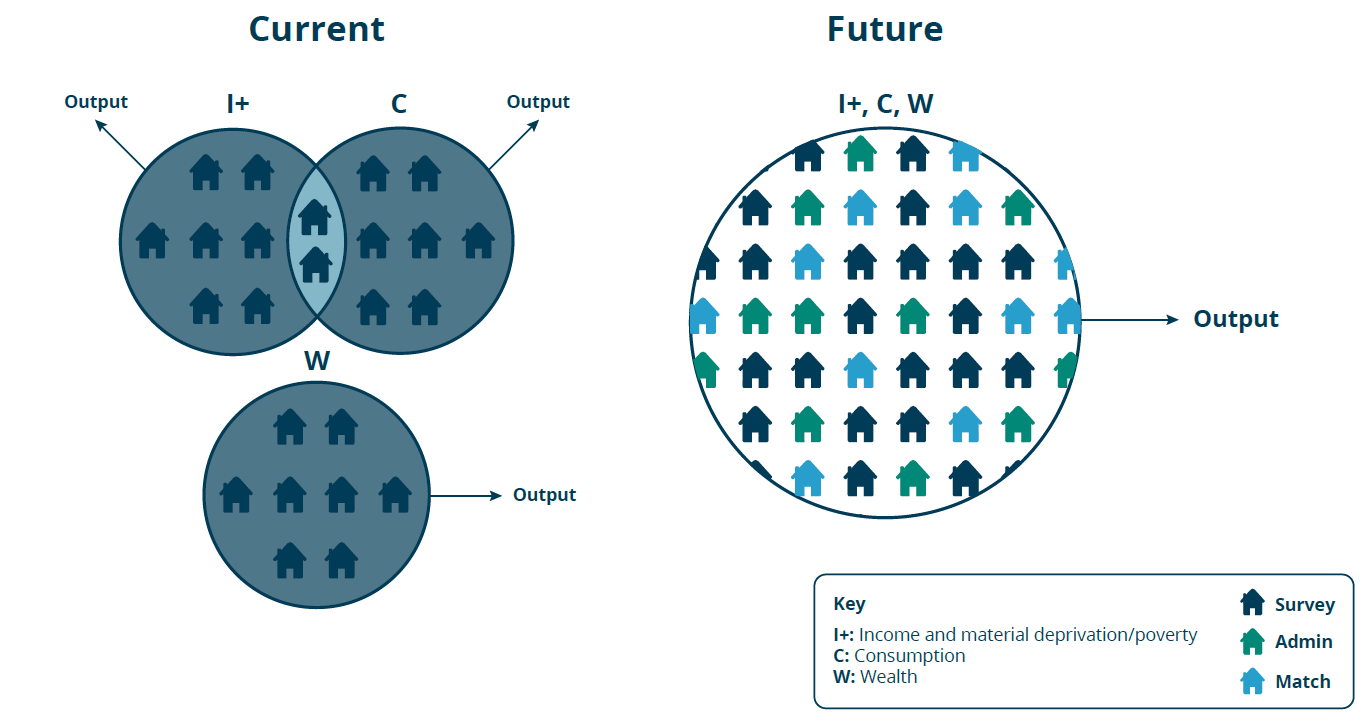 Current
Future
Output
I+
C
Output
I+, C, W
W
Output
Output
Key
I+: Income and material deprivation/poverty
C: Consumption
W: Wealth
Survey
Admin
Match